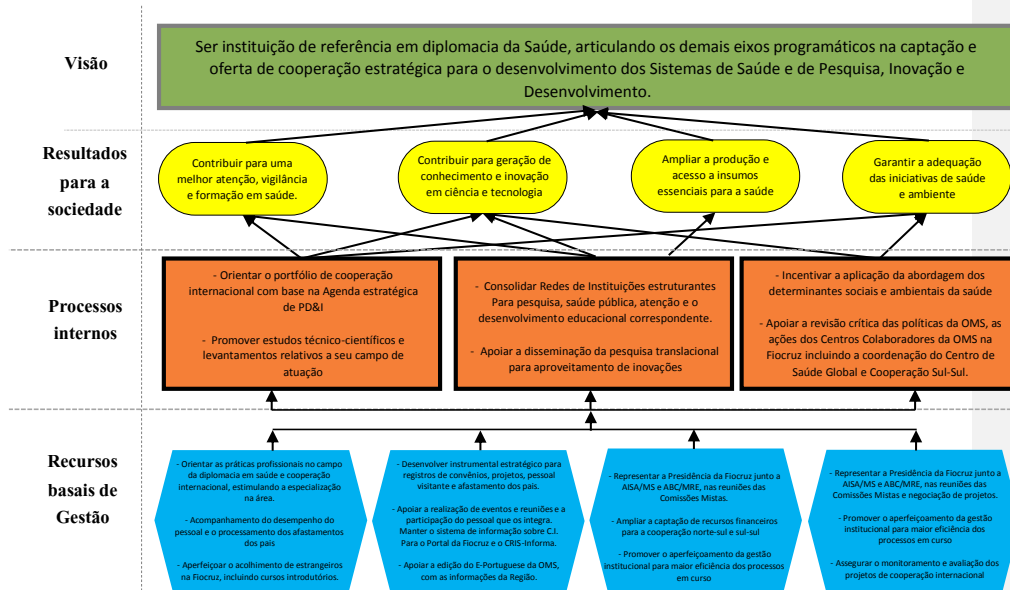 Visão
Ser instituição de referência em diplomacia da Saúde, articulando os demais eixos programáticos na captação e
oferta de cooperação estratégica para o desenvolvimento dos Sistemas de Saúde e de Pesquisa, Inovação e
Desenvolvimento.
Resultados
para a
sociedade
Contribuir para uma
melhor atenção, vigilância
e formação em saúde.
Contribuir para geração de
conhecimento e inovação
em ciência e tecnologia
Ampliar a produção e
acesso a insumos
essenciais para a saúde
Garantir a adequação
das iniciativas de saúde
e ambiente
Processos
internos
- Orientar o portfólio de cooperação
internacional com base na Agenda estratégica
de PD&I
- Promover estudos técnico-científicos e
levantamentos relativos a seu campo de
atuação
- Consolidar Redes de Instituições estruturantes
Para pesquisa, saúde pública, atenção e o
desenvolvimento educacional correspondente.
- Apoiar a disseminação da pesquisa translacional
para aproveitamento de inovações
- Incentivar a aplicação da abordagem dos
determinantes sociais e ambientais da saúde
- Apoiar a revisão crítica das políticas da OMS, as
ações dos Centros Colaboradores da OMS na
Fiocruz incluindo a coordenação do Centro de
Saúde Global e Cooperação Sul-Sul.
Recursos
basais de
Gestão
- Orientar as práticas profissionais no campo
da diplomacia em saúde e cooperação
internacional, estimulando a especialização
na área.
- Acompanhamento do desempenho do
pessoal e o processamento dos afastamentos
dos pais
- Aperfeiçoar o acolhimento de estrangeiros
na Fiocruz, incluindo cursos introdutórios.
- Desenvolver instrumental estratégico para
registros de convênios, projetos, pessoal
visitante e afastamento dos pais.
- Apoiar a realização de eventos e reuniões e a
participação do pessoal que os integra.
Manter o sistema de informação sobre C.I.
Para o Portal da Fiocruz e o CRIS-Informa.
- Apoiar a edição do E-Portuguese da OMS,
com as informações da Região.
- Representar a Presidência da Fiocruz junto a
AISA/MS e ABC/MRE, nas reuniões das
Comissões Mistas.
- Ampliar a captação de recursos financeiros
para a cooperação norte-sul e sul-sul
- Promover o aperfeiçoamento da gestão
institucional para maior eficiência dos processos
em curso
- Representar a Presidência da Fiocruz junto a
AISA/MS e ABC/MRE, nas reuniões das
Comissões Mistas e negociação de projetos.
- Promover o aperfeiçoamento da gestão
institucional para maior eficiência dos
processos em curso
- Assegurar o monitoramento e avaliação dos
projetos de cooperação internacional